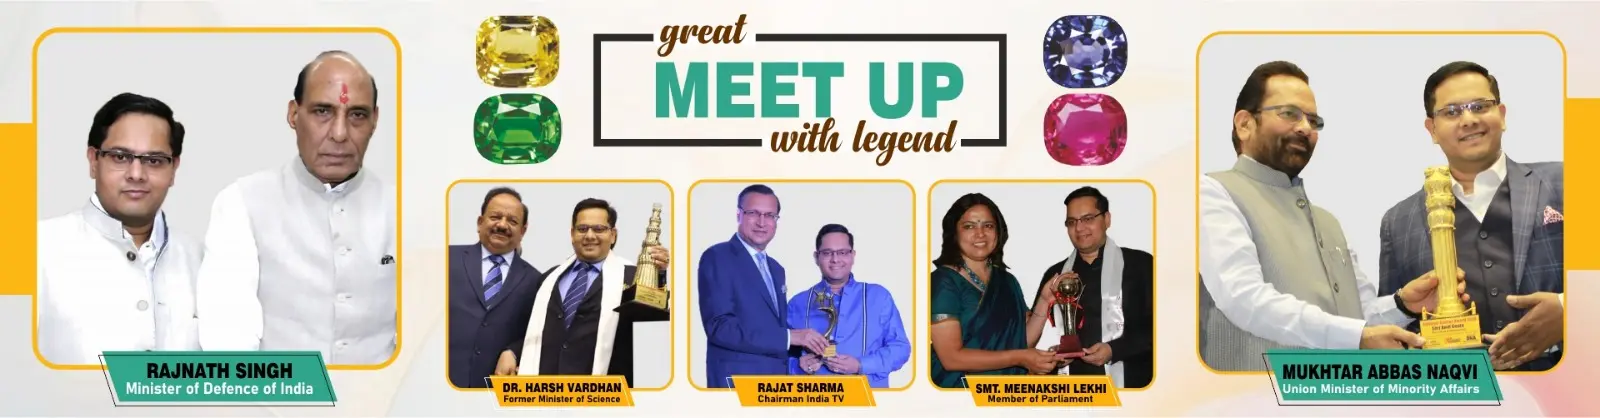 great
MEET UP
with legend
RAJNATH SINGH
Minister of Defence of India
DR. HARSH VARDHAN
Former Minister of Science
RAJAT SHARMA
Chairman India TV
SMT. MEENAKSHI LEKHI
Member of Parliament
MUKHTAR ABBAS NAQVI
Union Minister of Minority Affairs